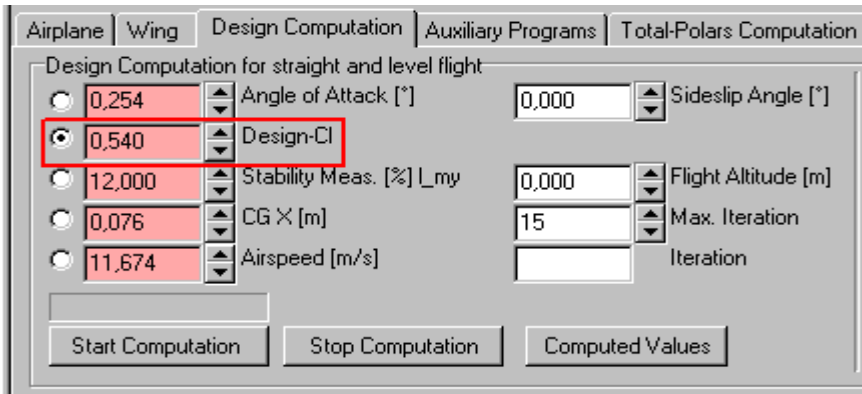 Airplane Wing Design Computation Auxiliary Programs Total-Polars Computation
Design Computation for straight and level flight
0,254 Angle of Attack [°] 0,000 Sideslip Angle [°]
0,540 Design-Cl
12,000 Stability Meas. [%] l_my 0,000 Flight Altitude [m]
0,076 CG X [m] 15 Max. Iteration
11,674 Airspeed [m/s] Iteration
Start Computation Stop Computation Computed Values